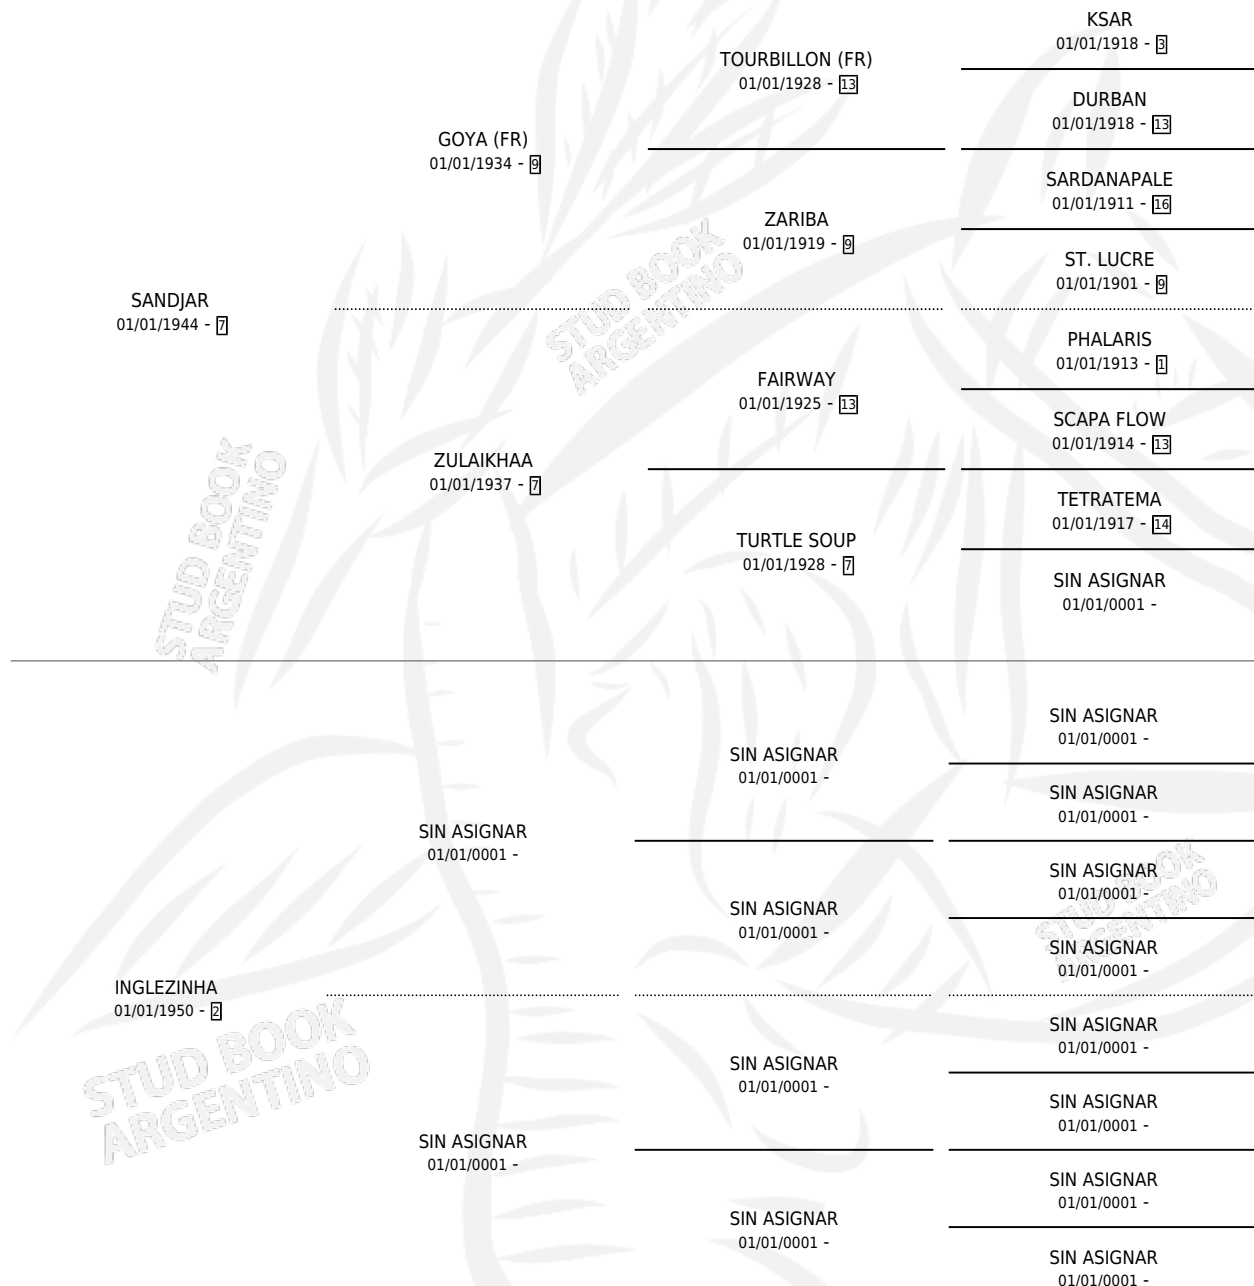 KSAR
01/01/1918 - 3
TOURBILLON (FR)
01/01/1928 - 13
DURBAN
01/01/1918 - 13
GOYA (FR)
01/01/1934 - 9
SARDANAPALE
01/01/1911 - 16
ZARIBA
01/01/1919 - 9
ST. LUCRE
01/01/1901 - 9
SANDJAR
01/01/1944 - 7
PHALARIS
01/01/1913 - 1
FAIRWAY
01/01/1925 - 13
SCAPA FLOW
01/01/1914 - 13
ZULAIKHAA
01/01/1937 - 7
TETRATEMA
01/01/1917 - 14
TURTLE SOUP
01/01/1928 - 7
SIN ASIGNAR
01/01/0001 -
SIN ASIGNAR
01/01/0001 -
SIN ASIGNAR
01/01/0001 -
SIN ASIGNAR
01/01/0001 -
SIN ASIGNAR
01/01/0001 -
SIN ASIGNAR
01/01/0001 -
SIN ASIGNAR
01/01/0001 -
SIN ASIGNAR
01/01/0001 -
INGLEZINHA
01/01/1950 - 2
SIN ASIGNAR
01/01/0001 -
SIN ASIGNAR
01/01/0001 -
SIN ASIGNAR
01/01/0001 -
SIN ASIGNAR
01/01/0001 -
SIN ASIGNAR
01/01/0001 -
SIN ASIGNAR
01/01/0001 -
SIN ASIGNAR
01/01/0001 -
STUD BOOK
ARGENTINO
STUD BOOK
ARGENTINO
STUD BOOK
ARGENTINO
STUD BOOK
ARGENTINO